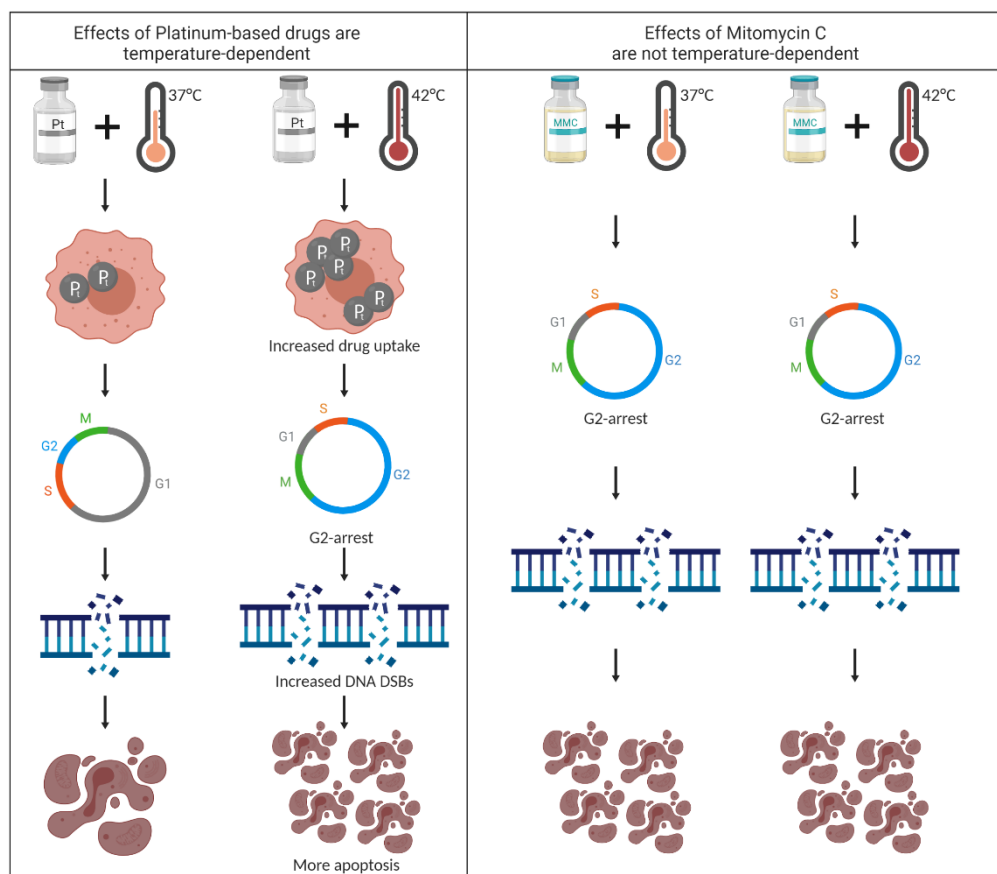 Effects of Platinum-based drugs are
temperature-dependent
Effects of Mitomycin C
are not temperature-dependent
Pt
37°C
Pt
42°C
MMC
37°C
MMC
42°C
Pt
Pt
Pt
Pt
Pt
Pt
Pt
Pt
Increased drug uptake
M
G2
S
G1
S
G1
M
G2
G2-arrest
S
G1
M
G2
G2-arrest
S
G1
M
G2
G2-arrest
Increased DNA DSBs
More apoptosis